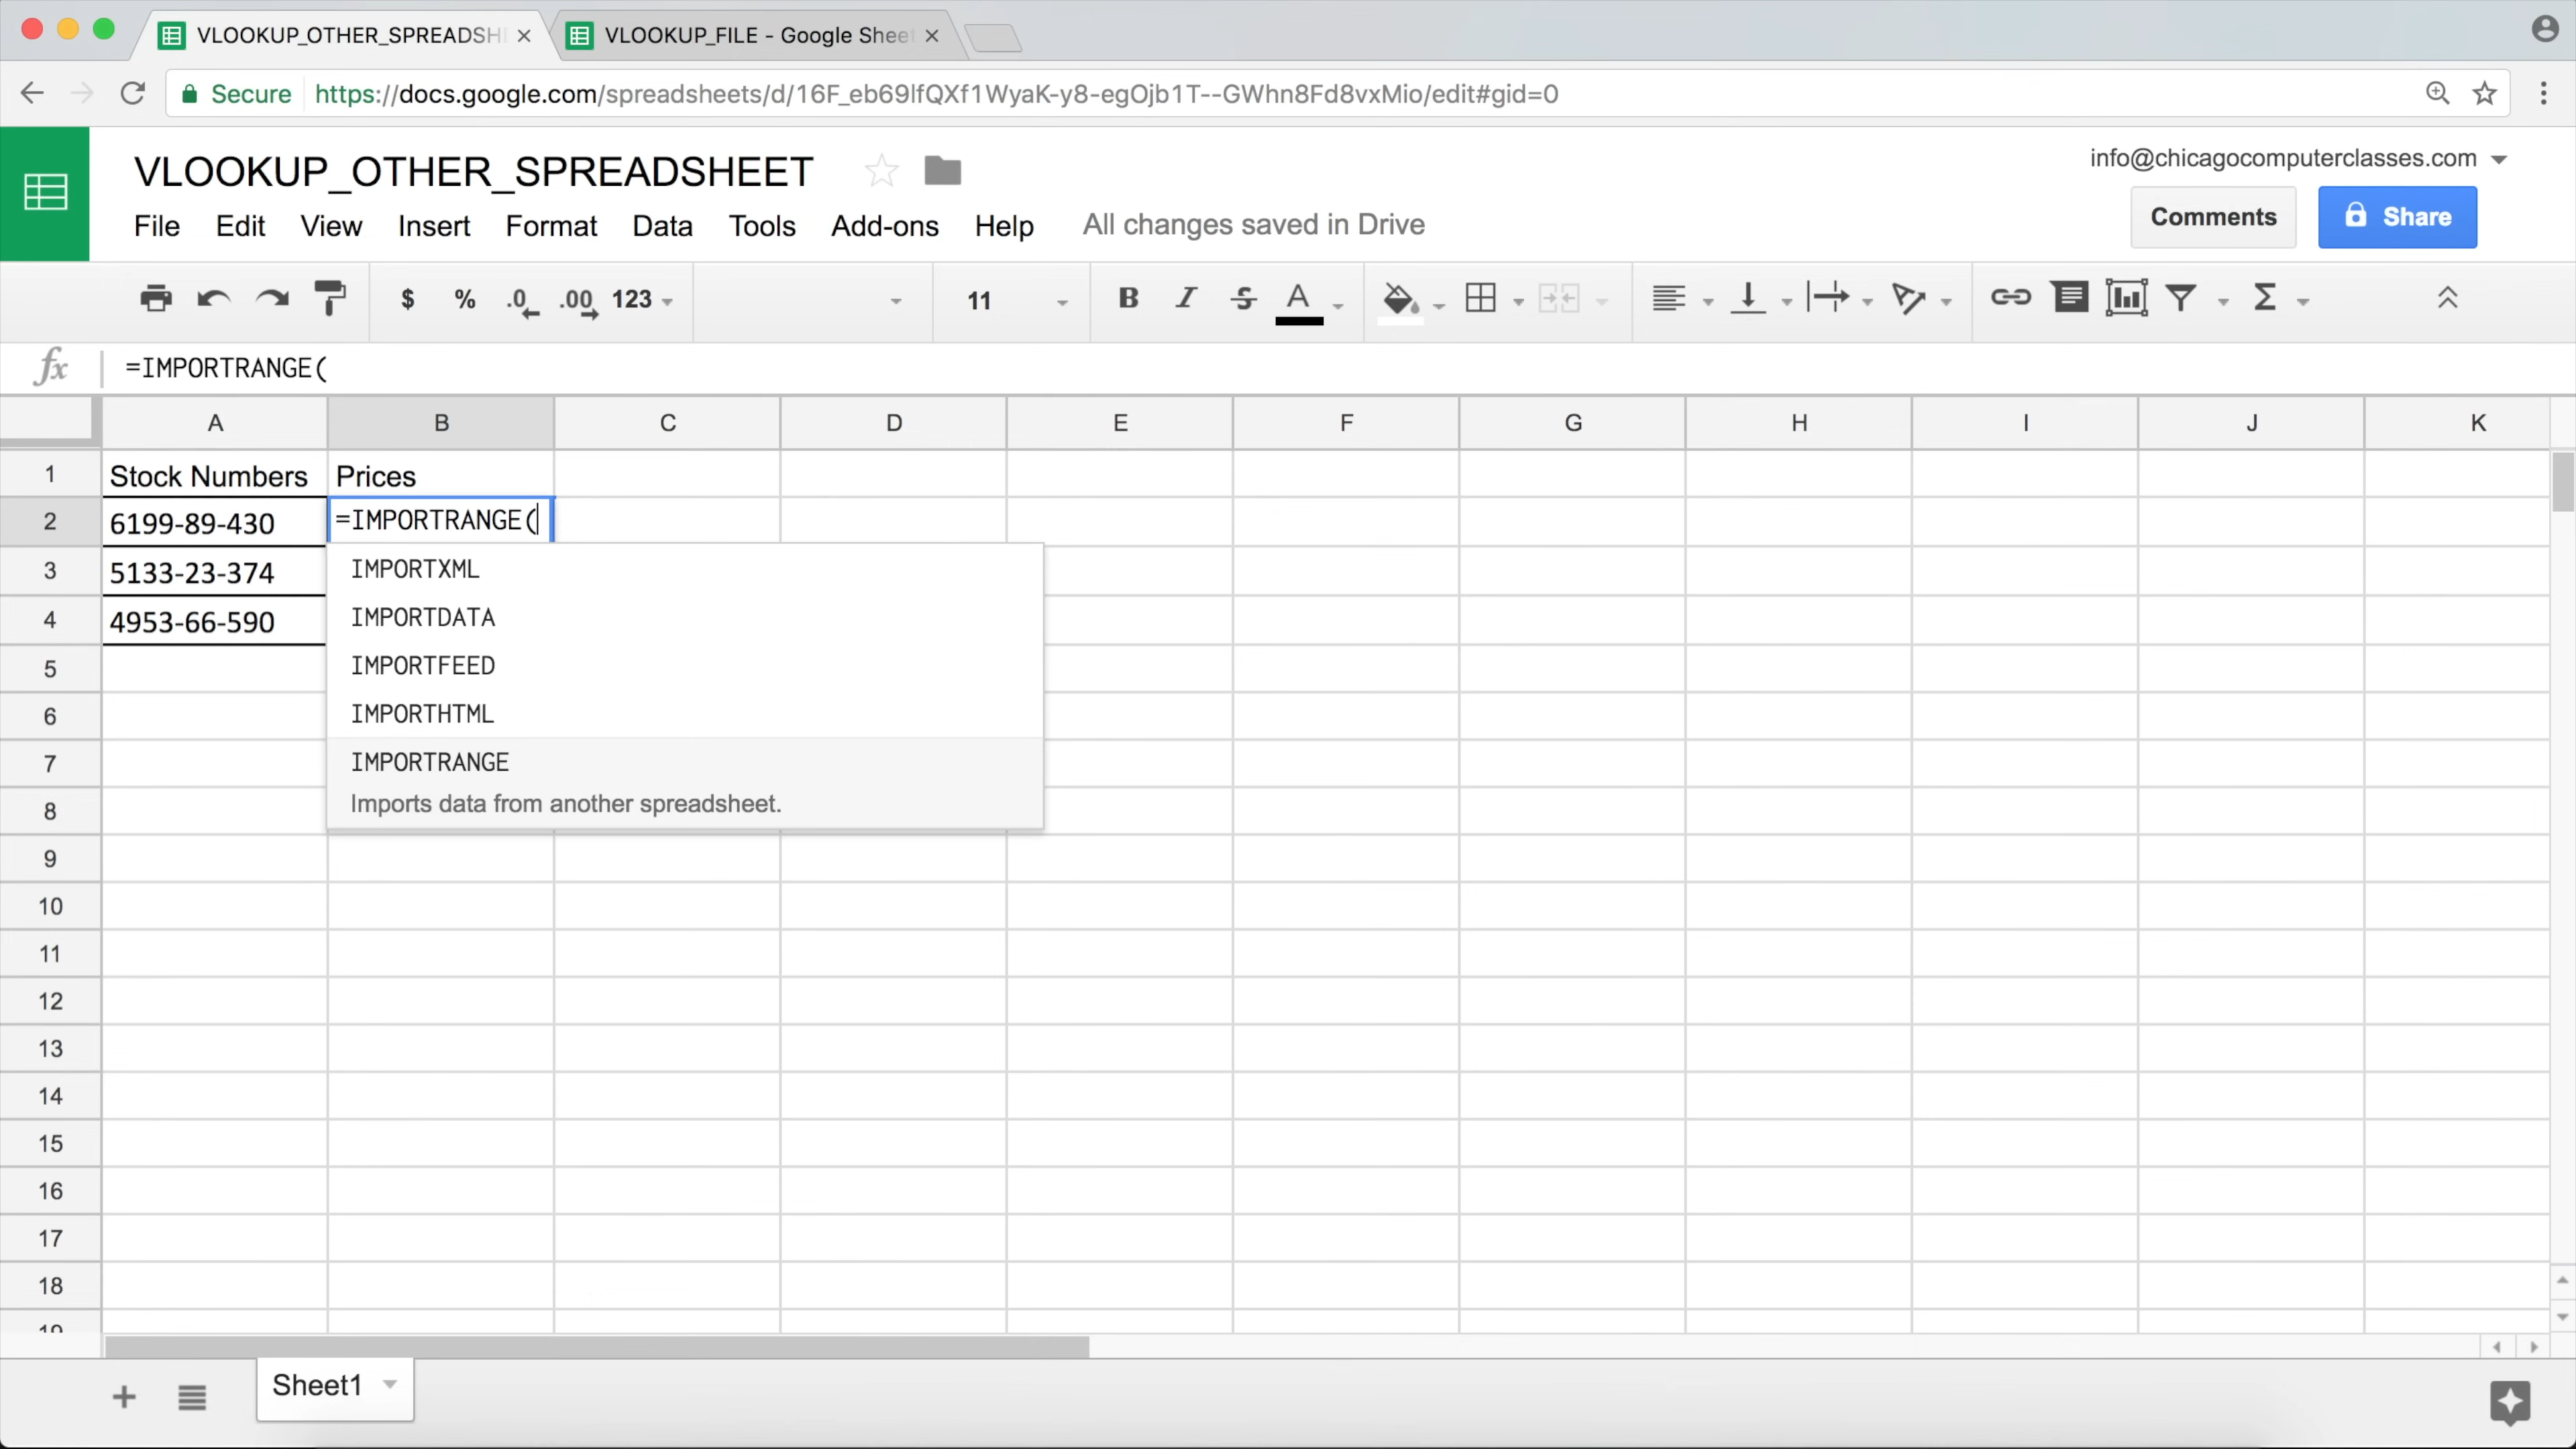 VLOOKUP_OTHER_SPREADSH
VLOOKUP_FILE - Google Sheet
Secure https://docs.google.com/spreadsheets/d/16F_eb69lfQXf1WyaK-y8-egOjb1T--GWhn8Fd8vxMio/edit#gid=0
VLOOKUP_OTHER_SPREADSHEET
info@chicagocomputerclasses.com
File Edit View Insert Format Data Tools Add-ons Help All changes saved in Drive
Comments Share
$ % .0 .00 123 11 B I S A Σ
fx =IMPORTRANGE(
A B C D E F G H I J K
1 Stock Numbers Prices
2 6199-89-430 =IMPORTRANGE(
3 5133-23-374
4 4953-66-590
IMPORTXML
IMPORTDATA
IMPORTFEED
IMPORTHTML
IMPORTRANGE
Imports data from another spreadsheet.
5
6
7
8
9
10
11
12
13
14
15
16
17
18
19
Sheet1